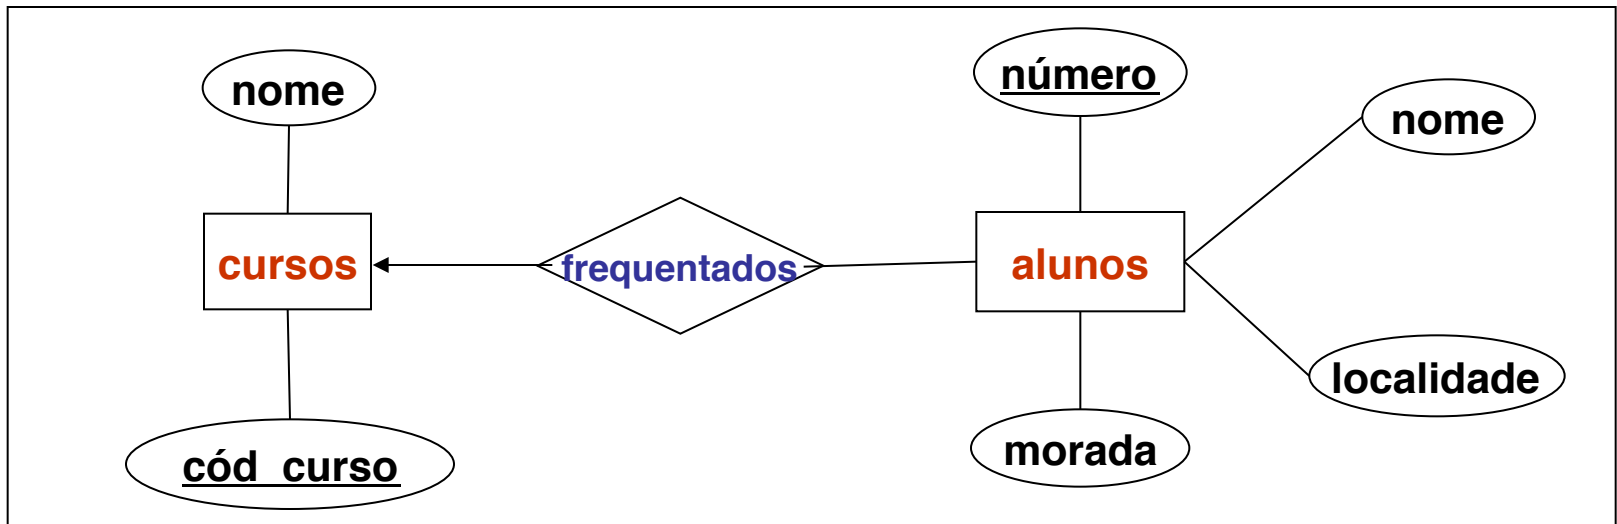 número
nome
nome
cursos
frequentados
alunos
localidade
morada
cód_curso